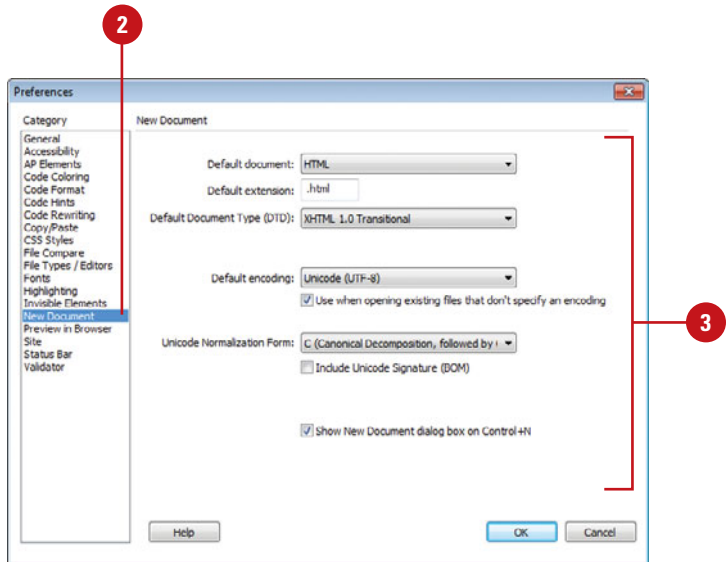 2
Preferences
Category
New Document
General
Accessibility
AP Elements
Code Coloring
Code Format
Code Hints
Code Rewriting
Copy/Paste
CSS Styles
File Compare
File Types / Editors
Fonts
Highlighting
Invisible Elements
New Document
Preview in Browser
Site
Status Bar
Validator
Default document: HTML
Default extension: .html
Default Document Type (DTD): XHTML 1.0 Transitional
Default encoding: Unicode (UTF-8)
Use when opening existing files that don't specify an encoding
3
Unicode Normalization Form: C (Canonical Decomposition, followed by
Include Unicode Signature (BOM)
Show New Document dialog box on Control+N
Help
OK
Cancel